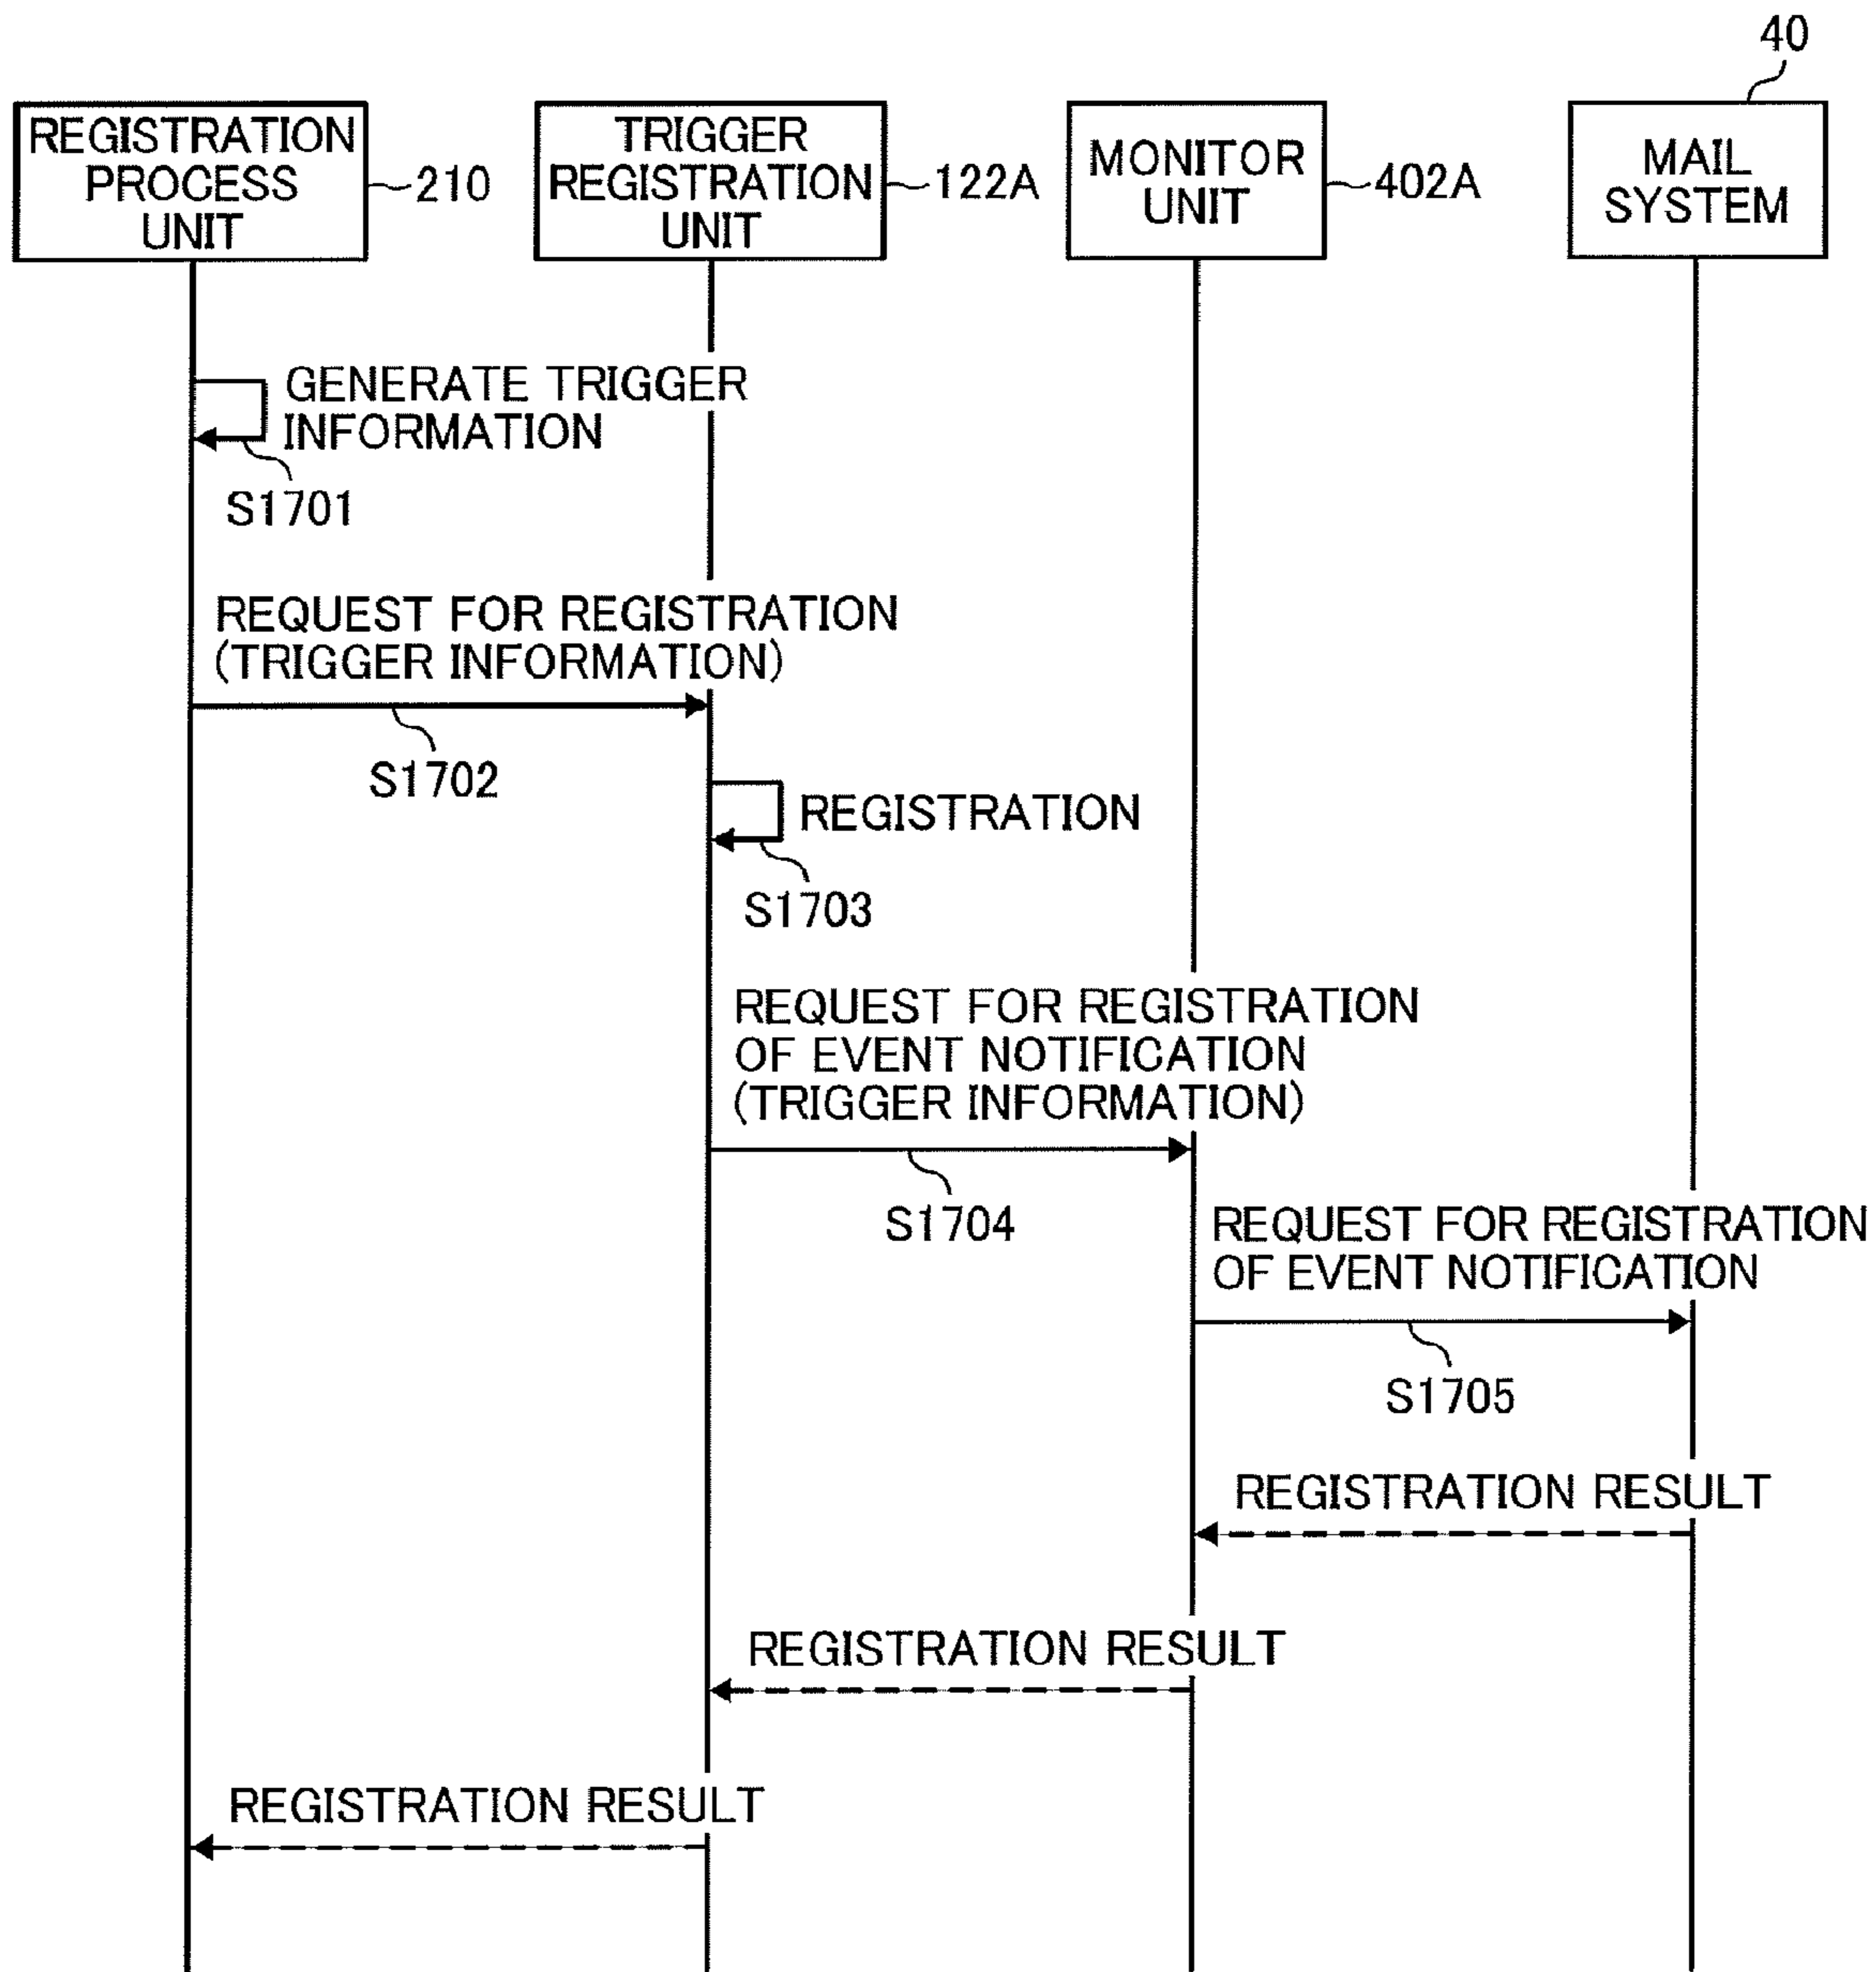 40
REGISTRATION
PROCESS
UNIT
210
TRIGGER
REGISTRATION
UNIT
122A
MONITOR
UNIT
402A
MAIL
SYSTEM
GENERATE TRIGGER
INFORMATION
S1701
REQUEST FOR REGISTRATION
(TRIGGER INFORMATION)
S1702
REGISTRATION
S1703
REQUEST FOR REGISTRATION
OF EVENT NOTIFICATION
(TRIGGER INFORMATION)
S1704
REQUEST FOR REGISTRATION
OF EVENT NOTIFICATION
S1705
REGISTRATION RESULT
REGISTRATION RESULT
REGISTRATION RESULT